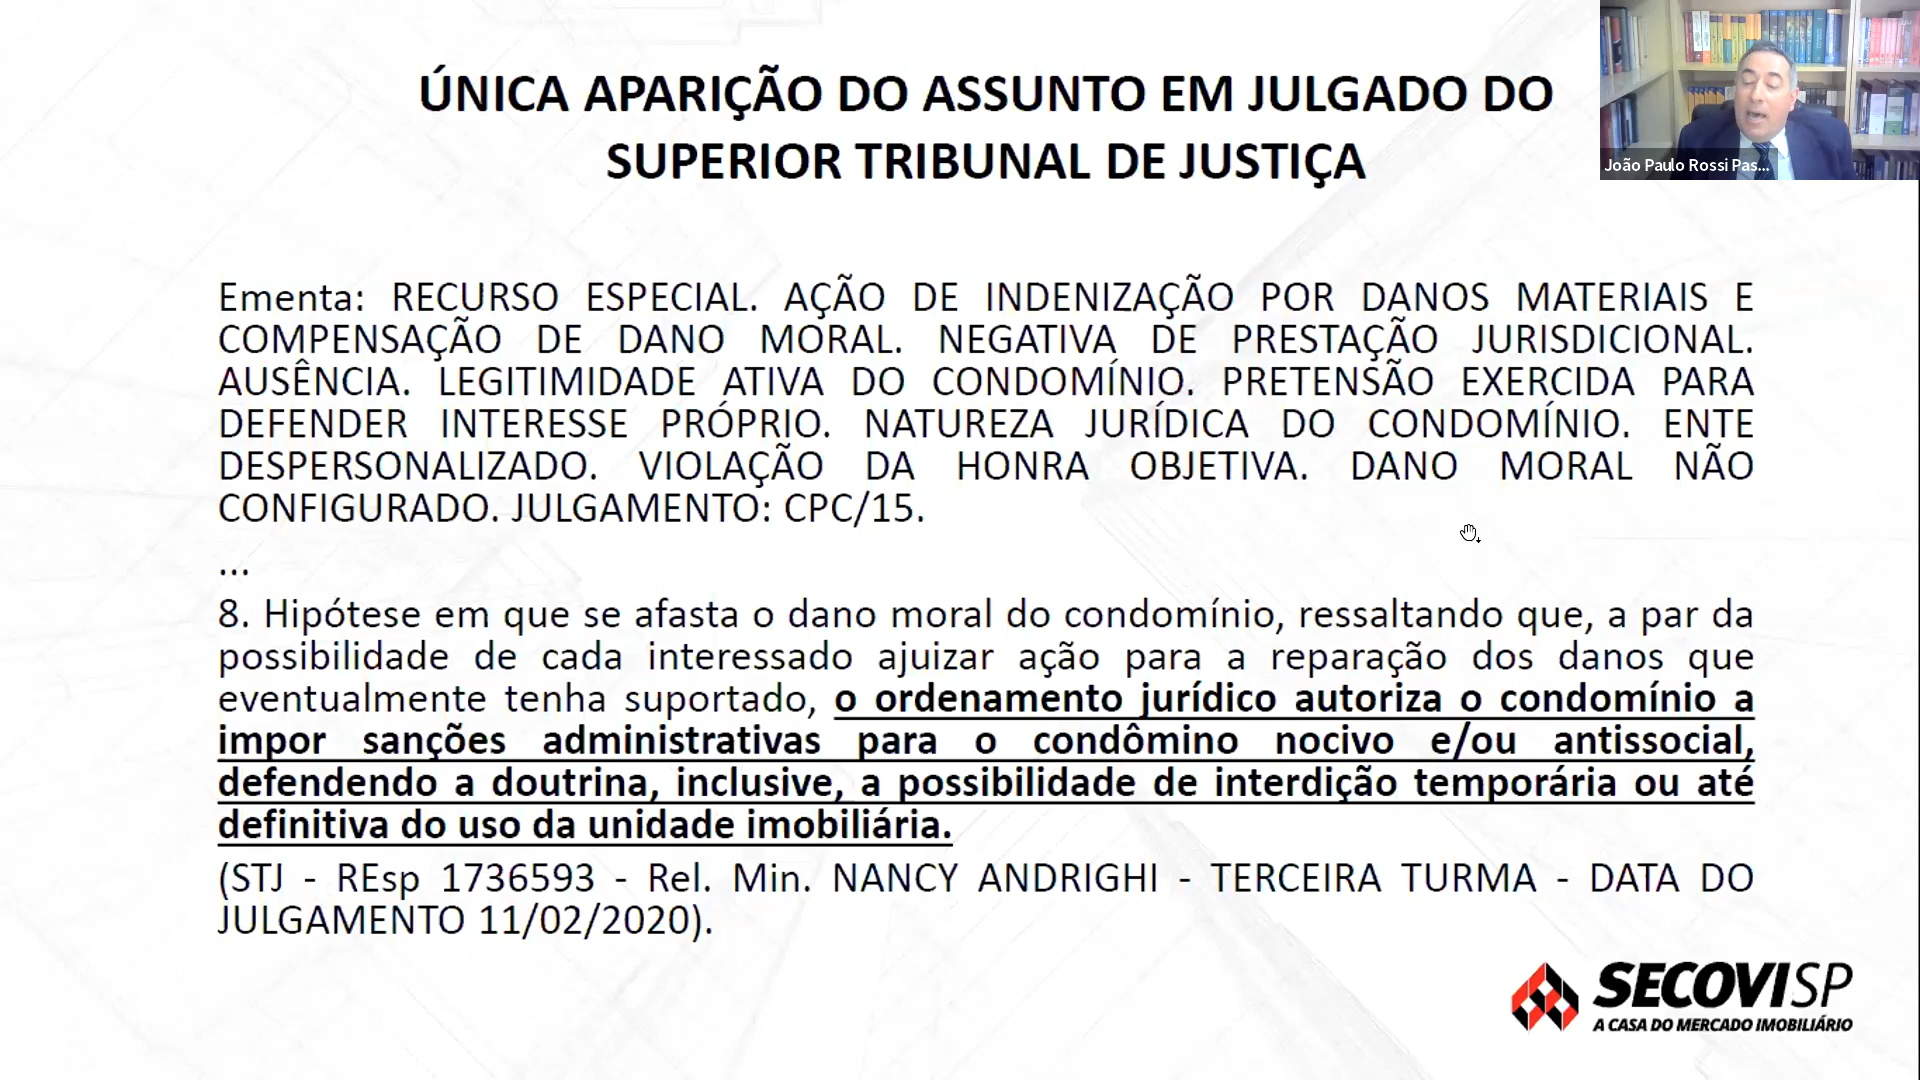 ÚNICA APARIÇÃO DO ASSUNTO EM JULGADO DO
SUPERIOR TRIBUNAL DE JUSTIÇA
João Paulo Rossi Pas...
Ementa: RECURSO ESPECIAL. AÇÃO DE INDENIZAÇÃO POR DANOS MATERIAIS E
COMPENSAÇÃO DE DANO MORAL. NEGATIVA DE PRESTAÇÃO JURISDICIONAL.
AUSÊNCIA. LEGITIMIDADE ATIVA DO CONDOMÍNIO. PRETENSÃO EXERCIDA PARA
DEFENDER INTERESSE PRÓPRIO. NATUREZA JURÍDICA DO CONDOMÍNIO. ENTE
DESPERSONALIZADO. VIOLAÇÃO DA HONRA OBJETIVA. DANO MORAL NÃO
CONFIGURADO. JULGAMENTO: CPC/15.
...
8. Hipótese em que se afasta o dano moral do condomínio, ressaltando que, a par da
possibilidade de cada interessado ajuizar ação para a reparação dos danos que
eventualmente tenha suportado, o ordenamento jurídico autoriza o condomínio a
impor sanções administrativas para o condômino nocivo e/ou antissocial,
defendendo a doutrina, inclusive, a possibilidade de interdição temporária ou até
definitiva do uso da unidade imobiliária.
(STJ - REsp 1736593 - Rel. Min. NANCY ANDRIGHI - TERCEIRA TURMA - DATA DO
JULGAMENTO 11/02/2020).
SECOVISP
A CASA DO MERCADO IMOBILIÁRIO